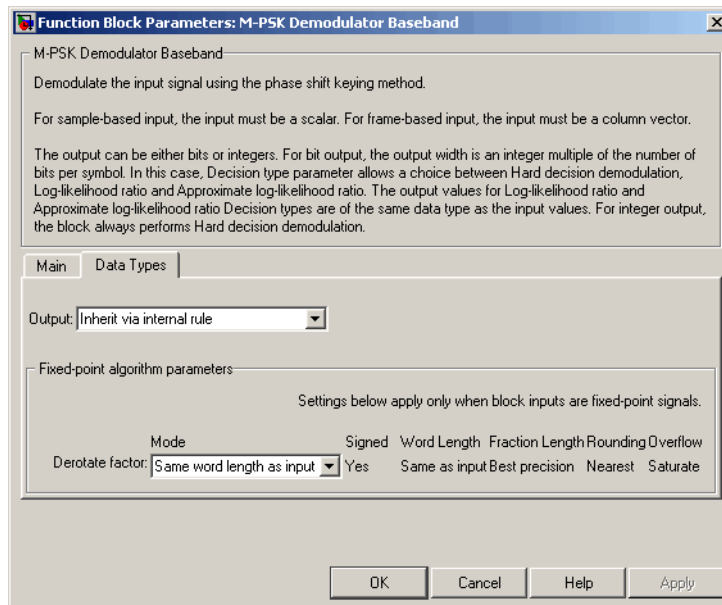 Function Block Parameters: M-PSK Demodulator Baseband
M-PSK Demodulator Baseband
Demodulate the input signal using the phase shift keying method.
For sample-based input, the input must be a scalar. For frame-based input, the input must be a column vector.
The output can be either bits or integers. For bit output, the output width is an integer multiple of the number of
bits per symbol. In this case, Decision type parameter allows a choice between Hard decision demodulation,
Log-likelihood ratio and Approximate log-likelihood ratio. The output values for Log-likelihood ratio and
Approximate log-likelihood ratio Decision types are of the same data type as the input values. For integer output,
the block always performs Hard decision demodulation.
Main Data Types
Output: Inherit via internal rule
Fixed-point algorithm parameters
Settings below apply only when block inputs are fixed-point signals.
Mode Signed Word Length Fraction Length Rounding Overflow
Derotate factor: Same word length as input Yes Same as input Best precision Nearest Saturate
OK Cancel Help Apply